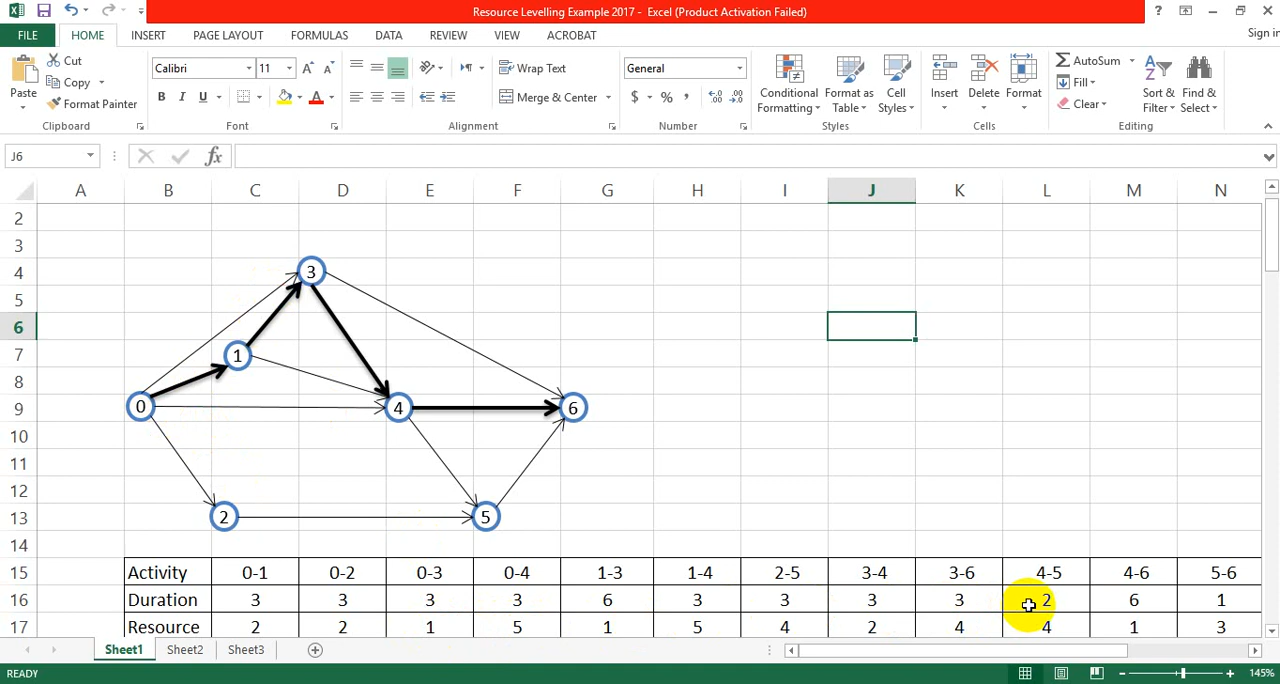 Resource Levelling Example 2017 - Excel (Product Activation Failed)
?
FILE HOME INSERT PAGE LAYOUT FORMULAS DATA REVIEW VIEW ACROBAT Sign in
Paste
Cut
Copy
Format Painter
Clipboard
Calibri 11
B I U
Font
Wrap Text
Merge & Center
Alignment
General
$ % ,
Number
Conditional Formatting
Format as Table
Cell Styles
Styles
Insert Delete Format
Cells
AutoSum
Fill
Clear
Sort & Filter
Find & Select
Editing
J6 fx
A B C D E F G H I J K L M N
2
3
4
5
6
7
8
9
10
11
12
13
14
15
16
17
3
1
0 4 6
2 5
Activity 0-1 0-2 0-3 0-4 1-3 1-4 2-5 3-4 3-6 4-5 4-6 5-6
Duration 3 3 3 3 6 3 3 3 3 2 6 1
Resource 2 2 1 5 1 5 4 2 4 4 1 3
Sheet1 Sheet2 Sheet3
READY 145%